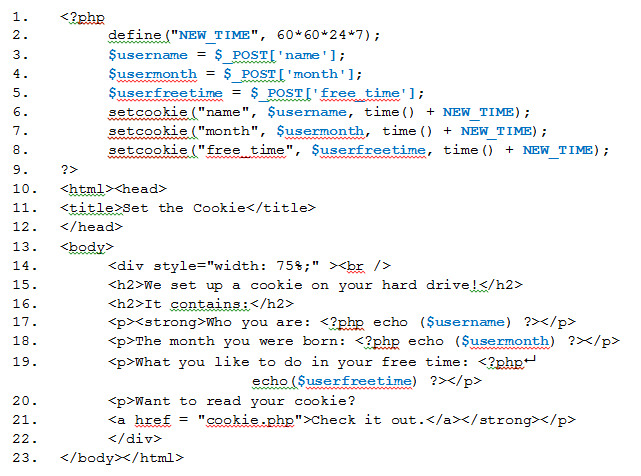 1. <?php
2. define("NEW_TIME", 60*60*24*7);
3. $username = $_POST['name'];
4. $usermonth = $_POST['month'];
5. $userfreetime = $_POST['free_time'];
6. setcookie("name", $username, time() + NEW_TIME);
7. setcookie("month", $usermonth, time() + NEW_TIME);
8. setcookie("free_time", $userfreetime, time() + NEW_TIME);
9. ?>
10. <html><head>
11. <title>Set the Cookie</title>
12. </head>
13. <body>
14. <div style="width: 75%;" ><br />
15. <h2>We set up a cookie on your hard drive!</h2>
16. <h2>It contains:</h2>
17. <p><strong>Who you are: <?php echo ($username) ?></p>
18. <p>The month you were born: <?php echo ($usermonth) ?></p>
19. <p>What you like to do in your free time: <?php↵
echo($userfreetime) ?></p>
20. <p>Want to read your cookie?
21. <a href = "cookie.php">Check it out.</a></strong></p>
22. </div>
23. </body></html>